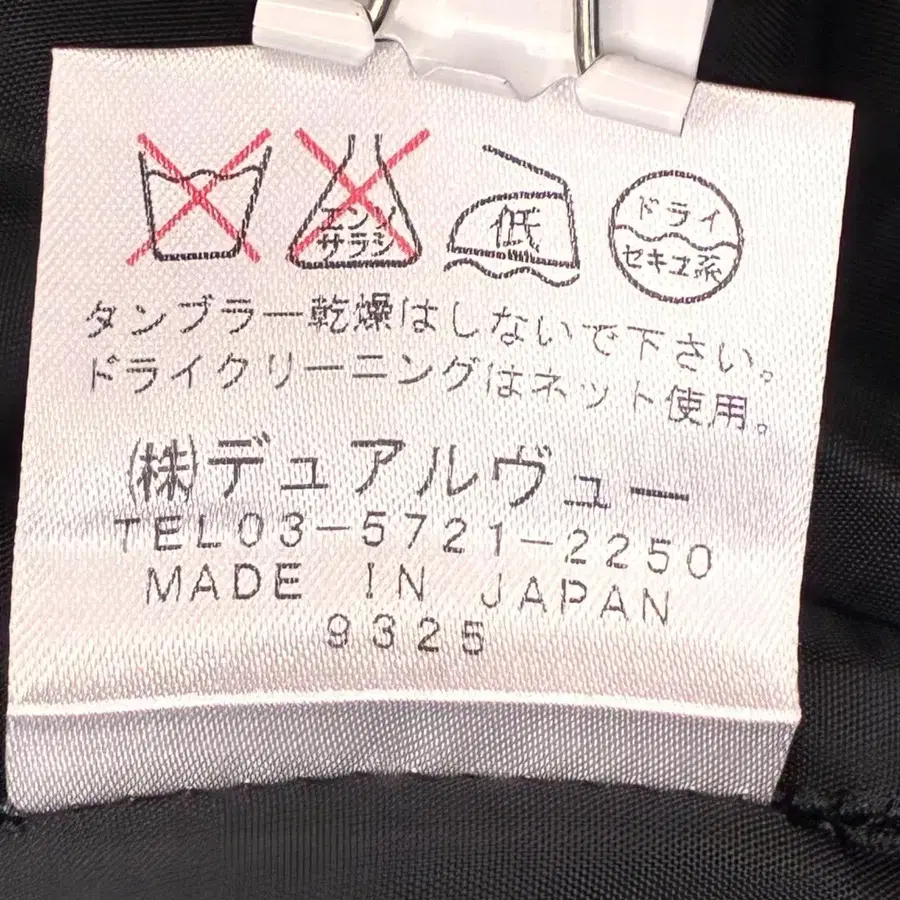 エンソ
サラシ
低
ドライ
セキユ系
タンブラー乾燥はしないで下さい。
ドライクリーニングはネット使用。
㈱デュアルヴュー
TEL03-5721-2250
MADE IN JAPAN
9325